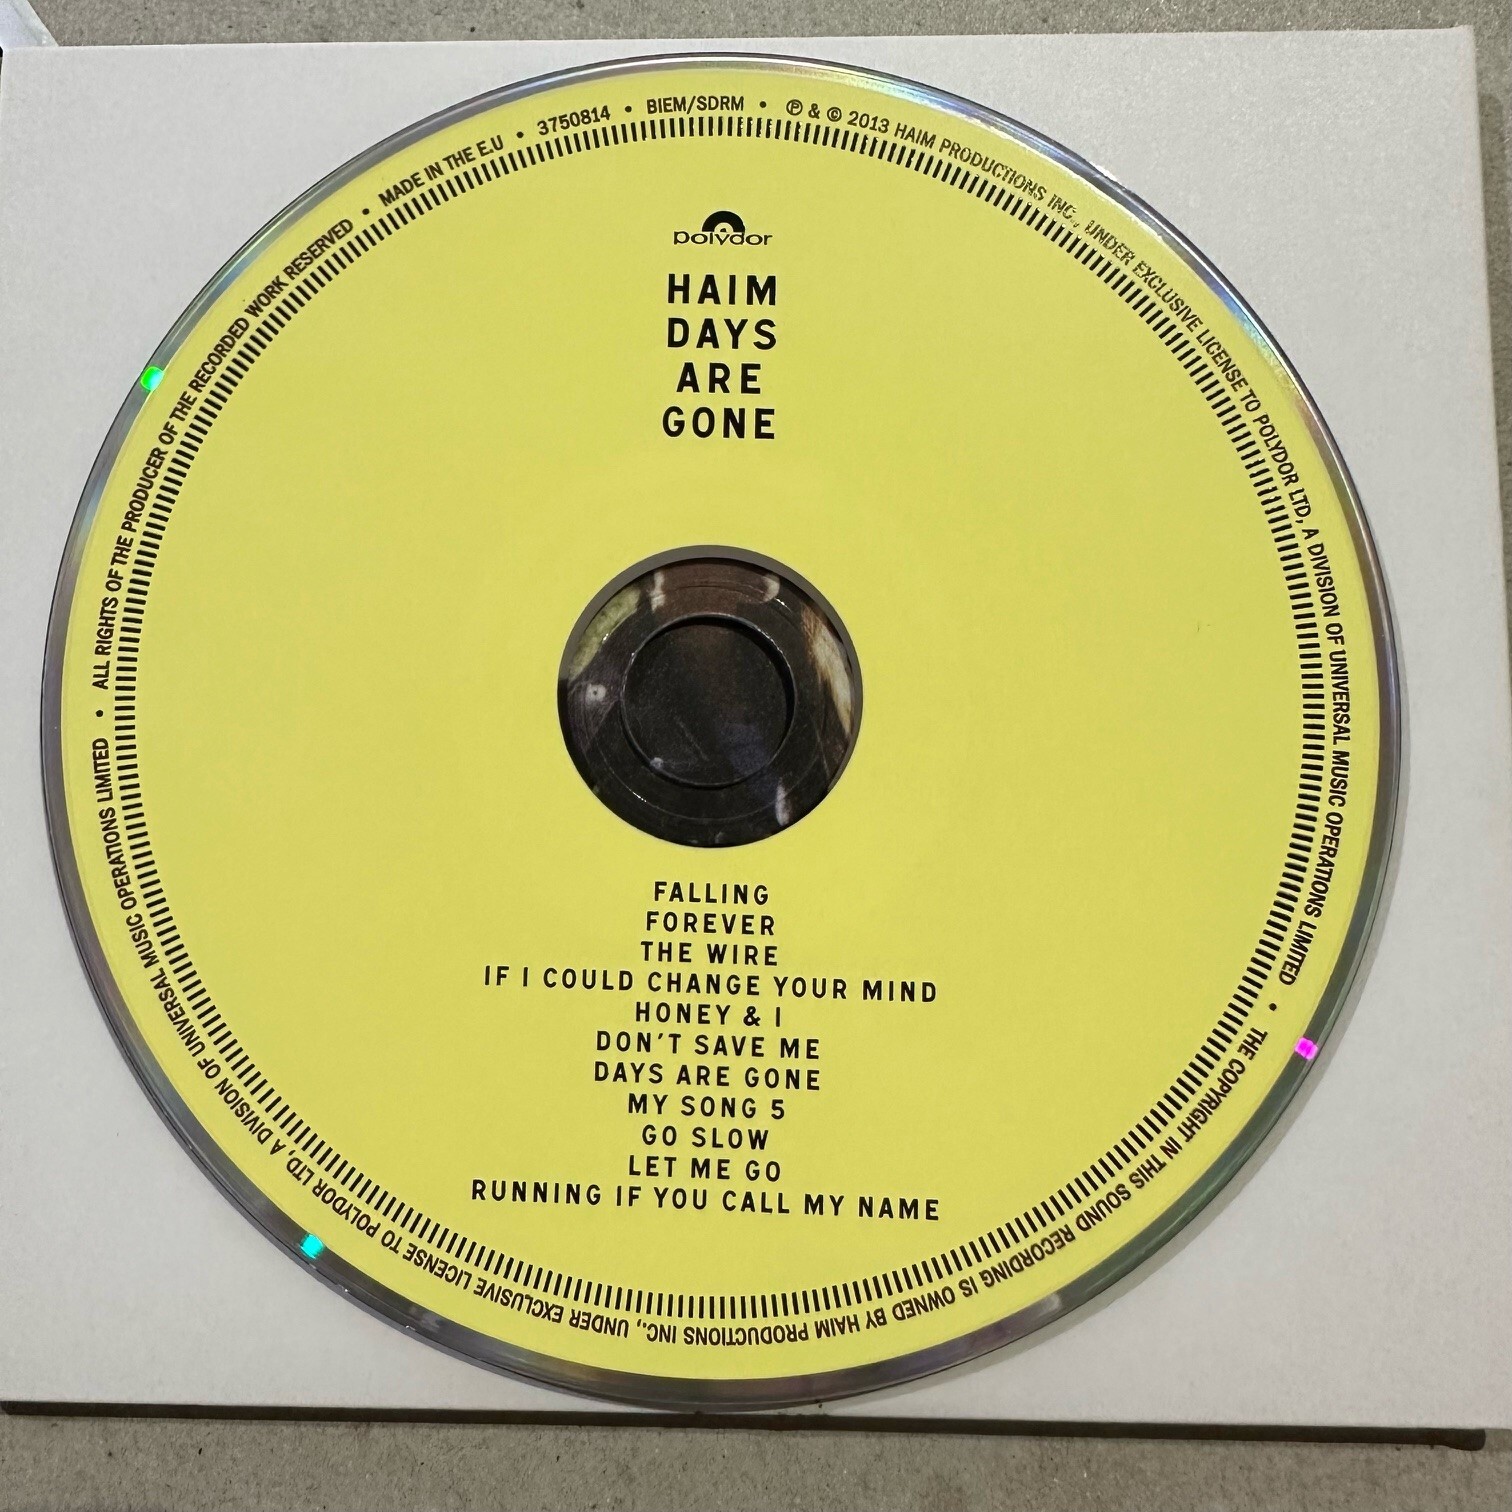 polydor
HAIM
DAYS
ARE
GONE
FALLING
FOREVER
THE WIRE
IF I COULD CHANGE YOUR MIND
HONEY & I
DON'T SAVE ME
DAYS ARE GONE
MY SONG 5
GO SLOW
LET ME GO
RUNNING IF YOU CALL MY NAME
℗ & © 2013 HAIM PRODUCTIONS INC., UNDER EXCLUSIVE LICENSE TO POLYDOR LTD, A DIVISION OF UNIVERSAL MUSIC OPERATIONS LIMITED • THE COPYRIGHT IN THIS SOUND RECORDING IS OWNED BY HAIM PRODUCTIONS INC., UNDER EXCLUSIVE LICENSE TO POLYDOR LTD, A DIVISION OF UNIVERSAL MUSIC OPERATIONS LIMITED • ALL RIGHTS OF THE PRODUCER OF THE RECORDED WORK RESERVED • MADE IN THE E.U • 3750814 • BIEM/SDRM •